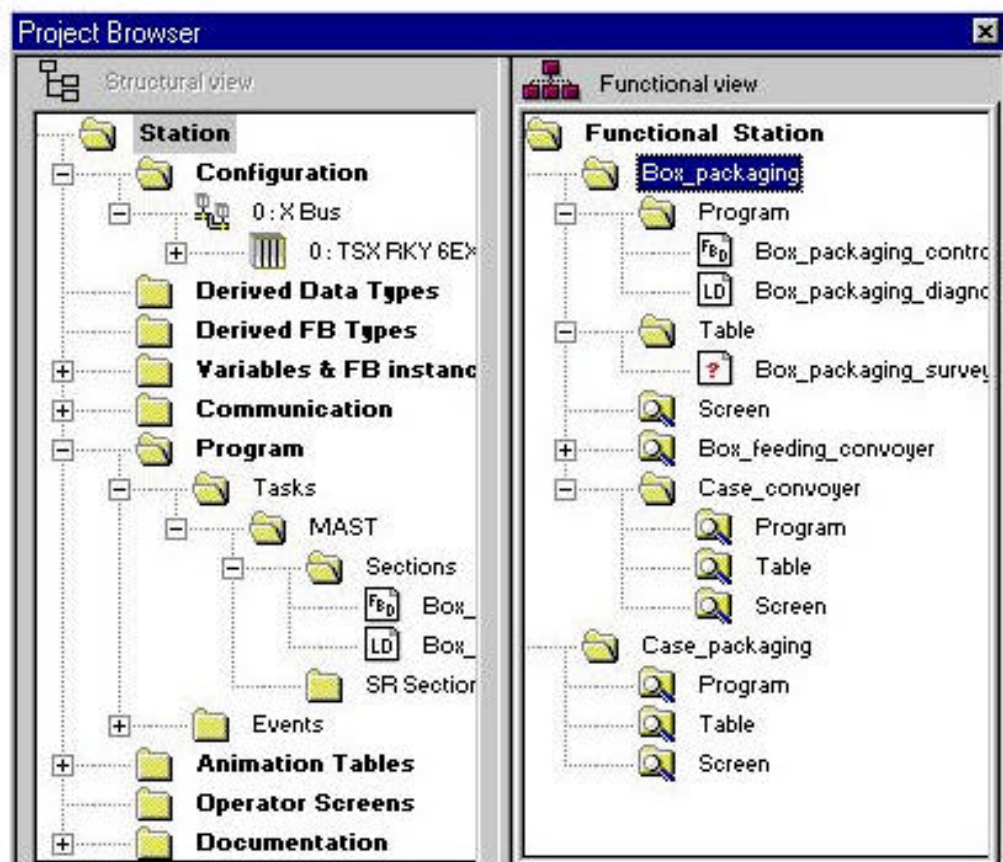 Project Browser
Structural view
Station
Configuration
0 : X Bus
0 : TSX RKY 6EX
Derived Data Types
Derived FB Types
Variables & FB instanc
Communication
Program
Tasks
MAST
Sections
FBD Box_
LD Box_
SR Section
Events
Animation Tables
Operator Screens
Documentation
Functional view
Functional Station
Box_packaging
Program
FBD Box_packaging_contro
LD Box_packaging_diagno
Table
? Box_packaging_survey
Screen
Box_feeding_convoyer
Case_convoyer
Program
Table
Screen
Case_packaging
Program
Table
Screen